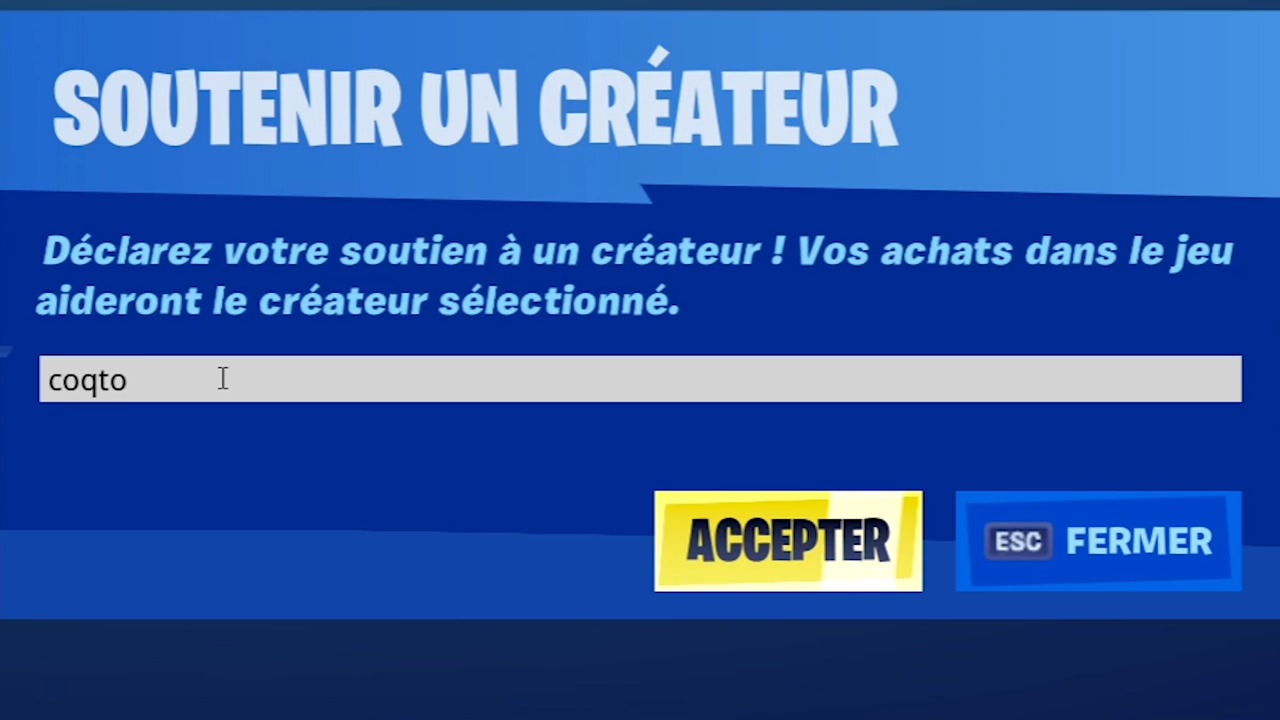 SOUTENIR UN CRÉATEUR
Déclarez votre soutien à un créateur ! Vos achats dans le jeu
aideront le créateur sélectionné.
coqto
ACCEPTER
ESC FERMER